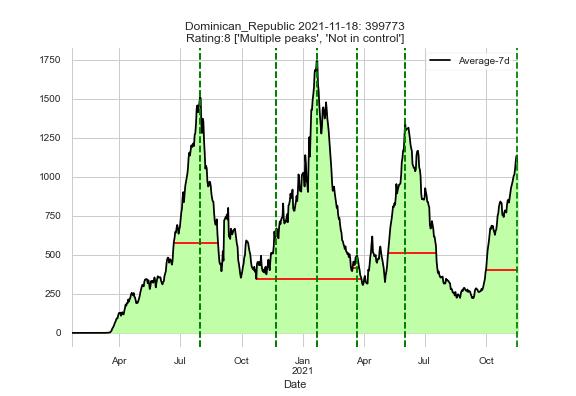 Dominican_Republic 2021-11-18: 399773
Rating:8 ['Multiple peaks', 'Not in control']
Average-7d
1750
1500
1250
1000
750
500
250
0
Apr
Jul
Oct
Jan
2021
Apr
Jul
Oct
Date